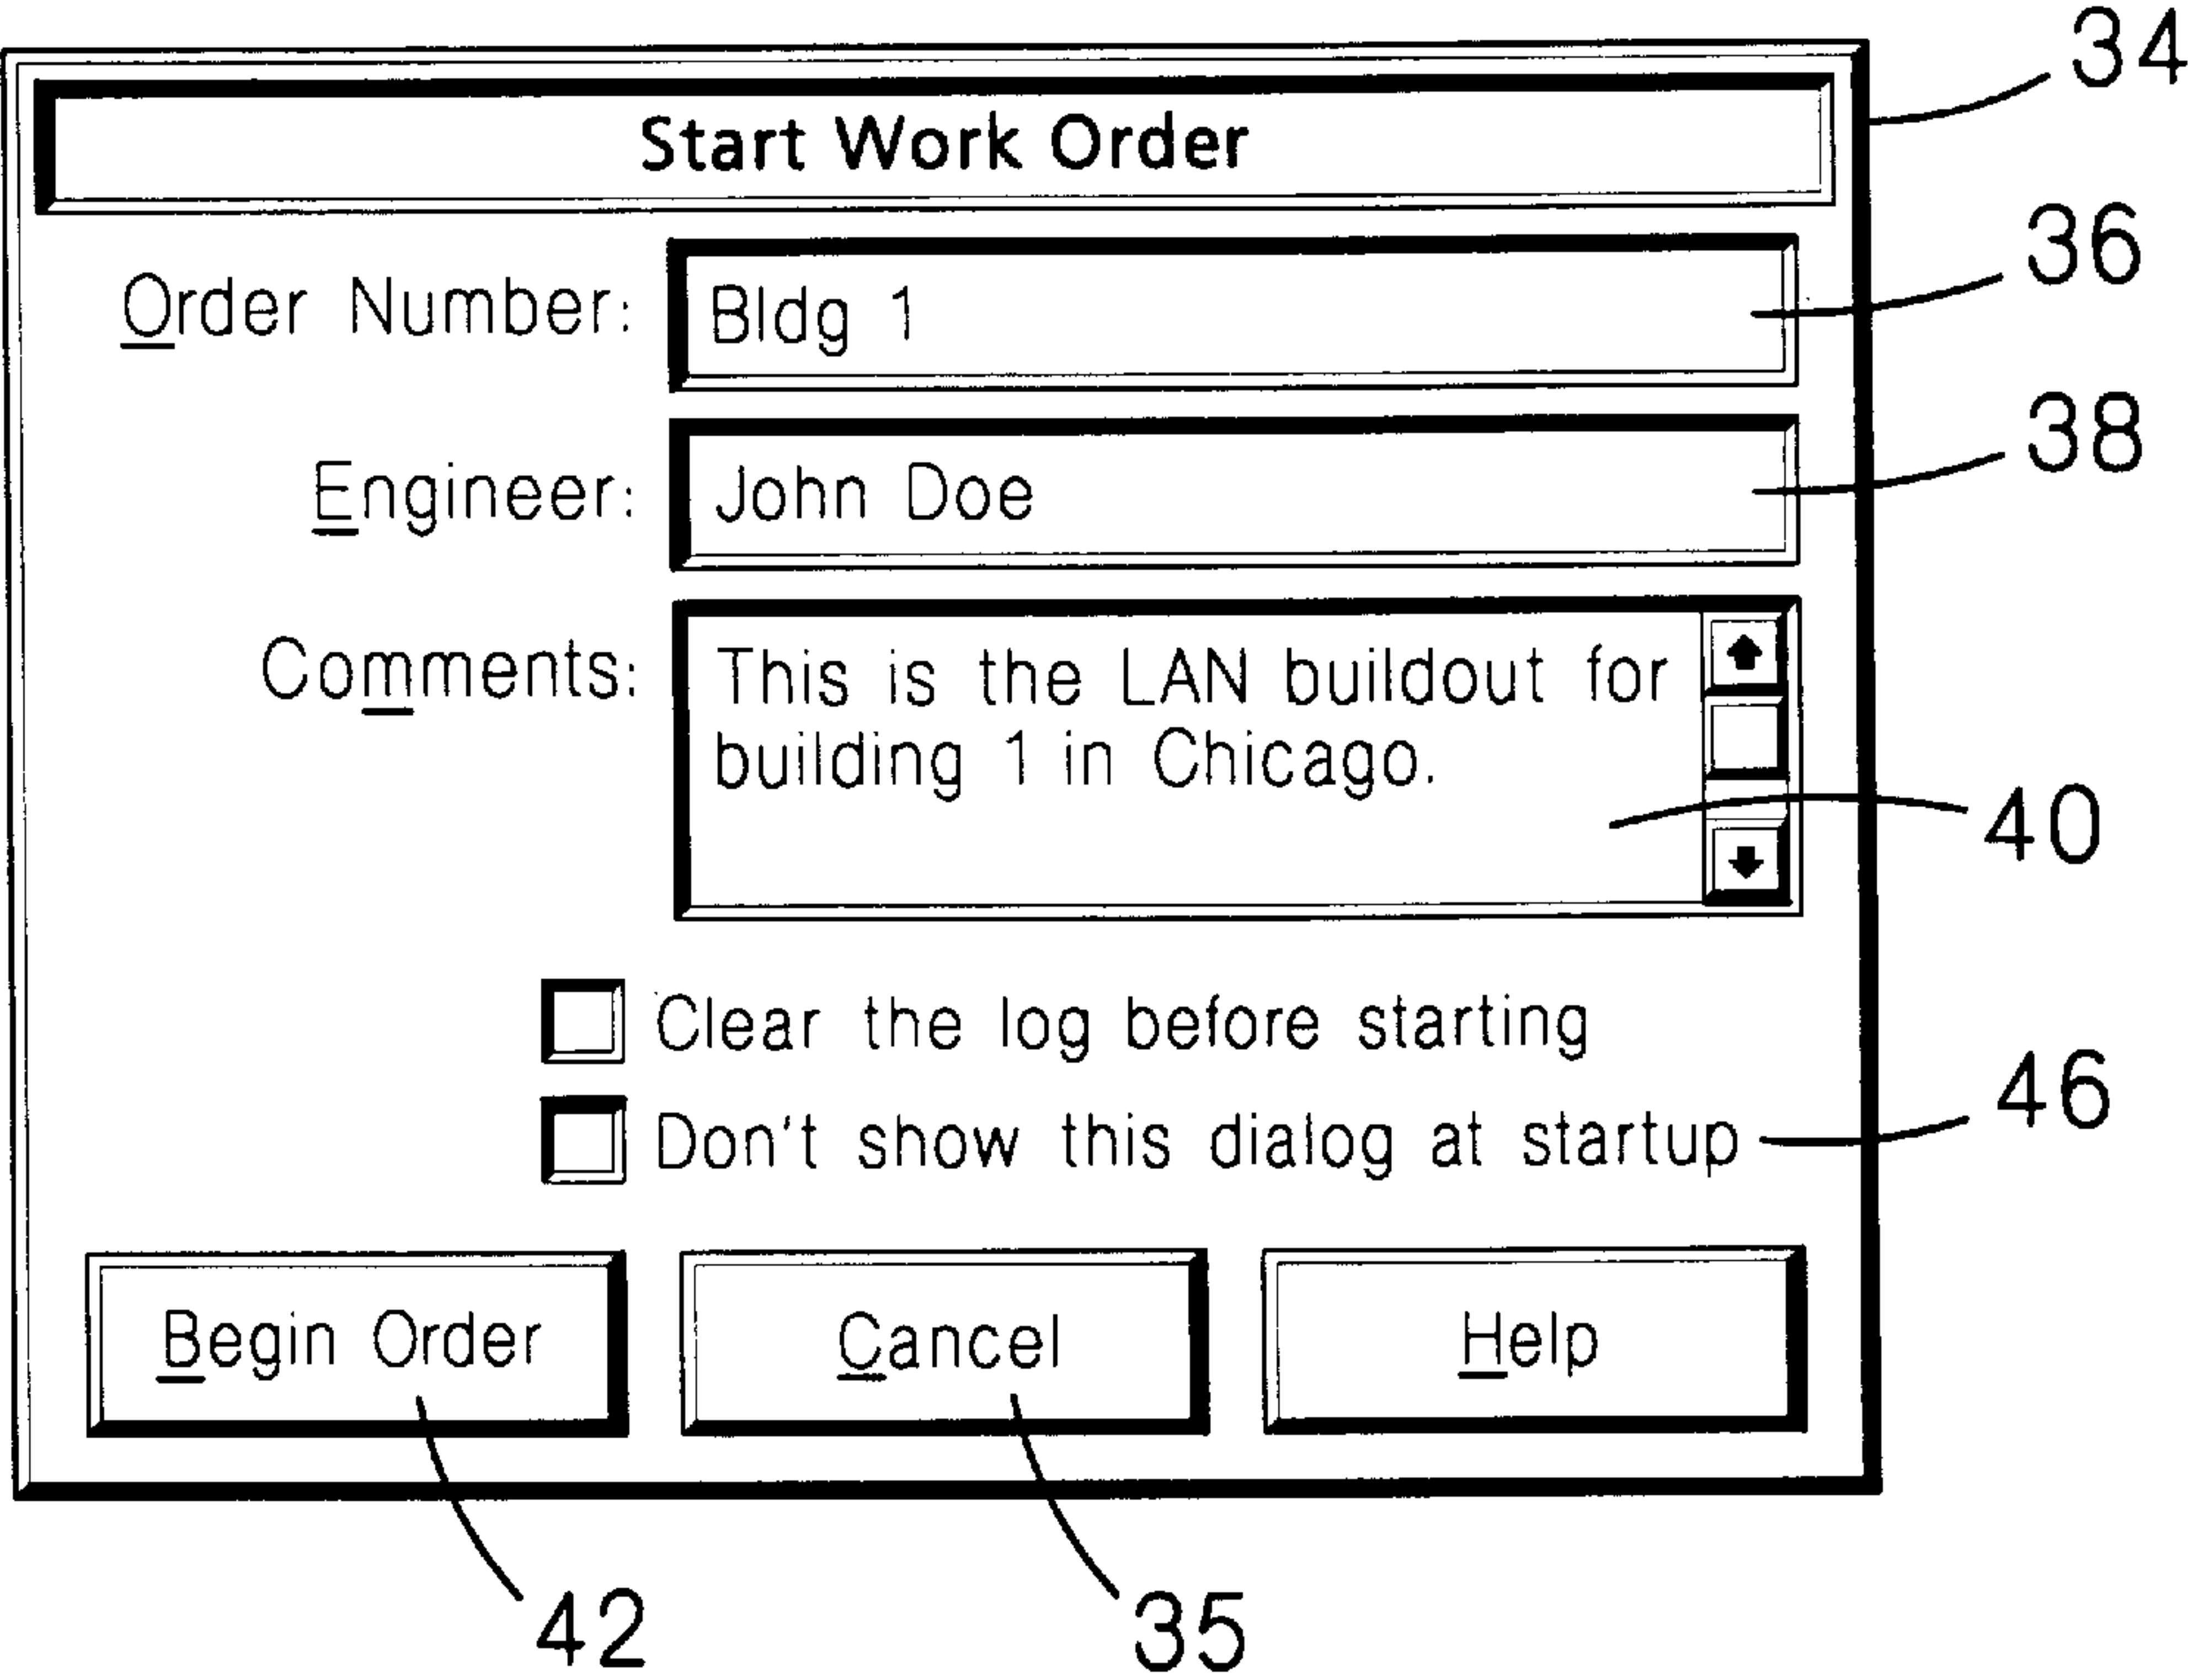 34
Start Work Order
Order Number: Bldg 1
36
Engineer: John Doe
38
Comments: This is the LAN buildout for
building 1 in Chicago.
40
Clear the log before starting
Don't show this dialog at startup
46
Begin Order Cancel Help
42 35